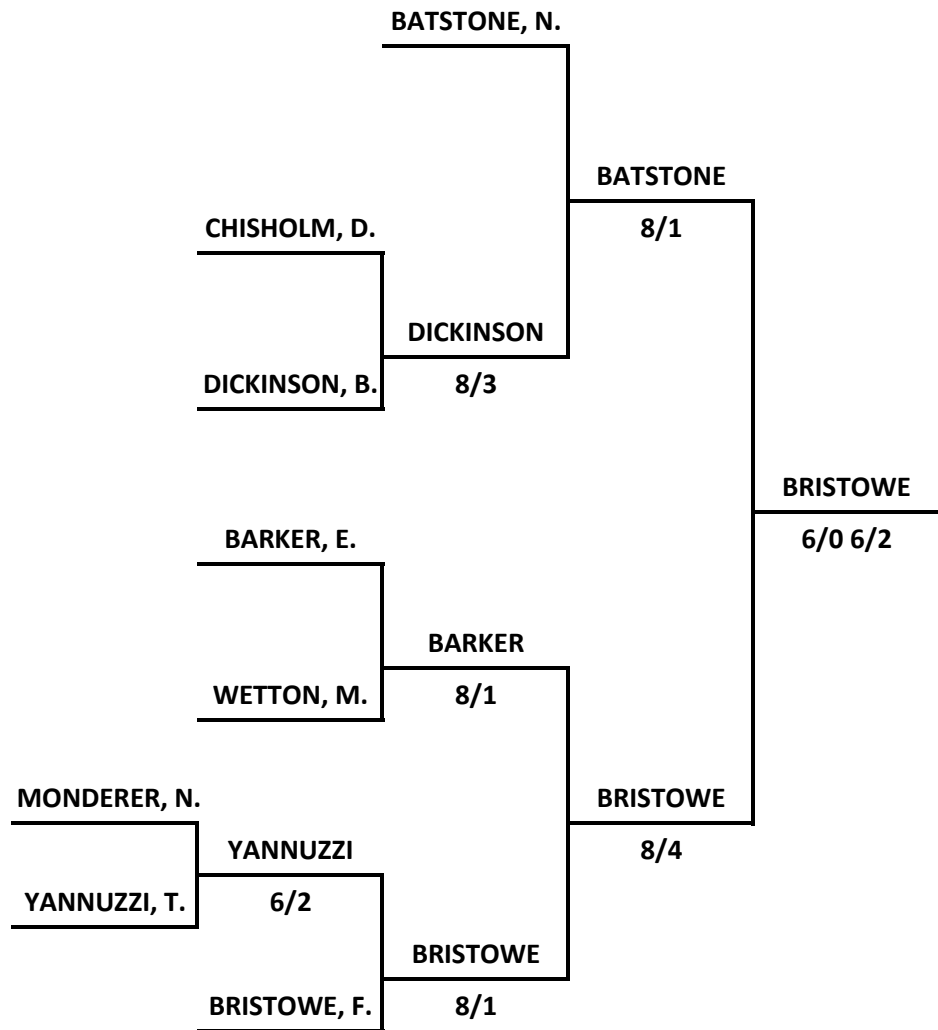 BATSTONE, N.
BATSTONE
CHISHOLM, D.
8/1
DICKINSON
DICKINSON, B.
8/3
BRISTOWE
BARKER, E.
6/0 6/2
BARKER
WETTON, M.
8/1
MONDERER, N.
BRISTOWE
YANNUZZI
8/4
YANNUZZI, T.
6/2
BRISTOWE
BRISTOWE, F.
8/1